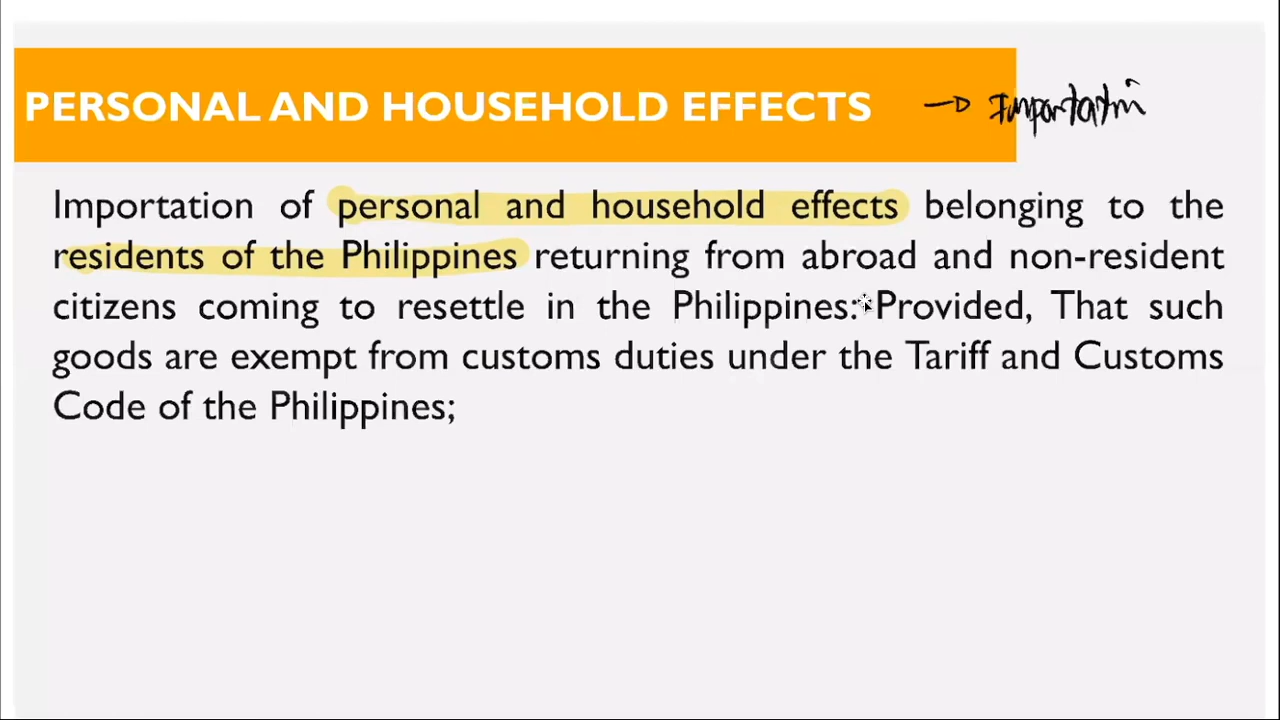 PERSONAL AND HOUSEHOLD EFFECTS → Importation
Importation of personal and household effects belonging to the
residents of the Philippines returning from abroad and non-resident
citizens coming to resettle in the Philippines: Provided, That such
goods are exempt from customs duties under the Tariff and Customs
Code of the Philippines;